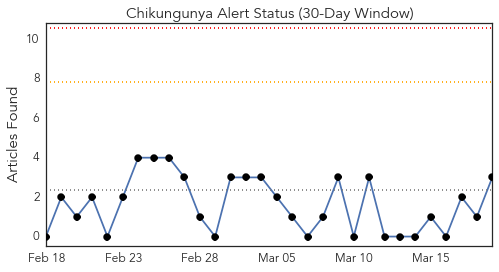 Chikungunya Alert Status (30-Day Window)
Articles Found
10
8
6
4
2
0
Feb 18 Feb 23 Feb 28 Mar 05 Mar 10 Mar 15